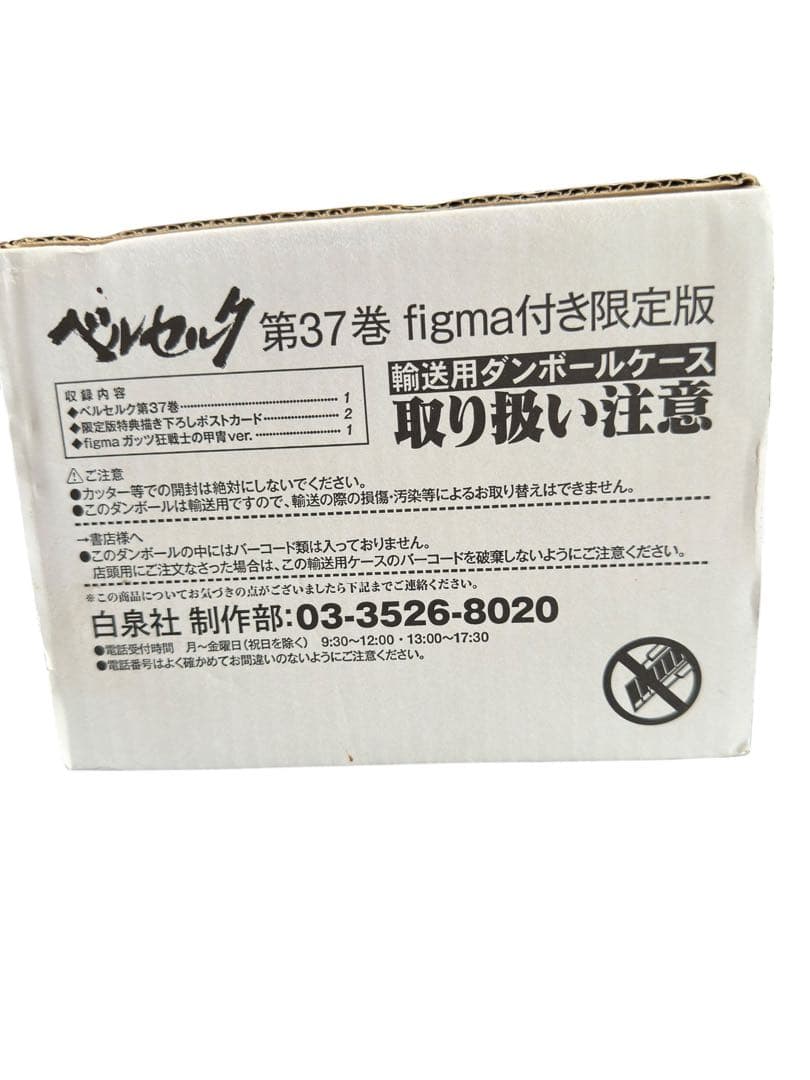 ベルセルク 第37巻 figma付き限定版
輸送用ダンボールケース
取り扱い注意
収録内容
◆ベルセルク第37巻……………………………1
◆限定版特典描き下ろしポストカード……………2
◆figma ガッツ狂戦士の甲冑ver.………………1
⚠ご注意
●カッター等での開封は絶対にしないでください。
●このダンボールは輸送用ですので、輸送の際の損傷・汚染等によるお取り替えはできません。
→書店様へ
●このダンボールの中にはバーコード類は入っておりません。
店頭用にご注文なさった場合は、この輸送用ケースのバーコードを破棄しないようにご注意ください。
※この商品についてお気づきの点がございましたら下記までご連絡ください。
白泉社 制作部:03-3526-8020
●電話受付時間 月〜金曜日(祝日を除く) 9:30〜12:00・13:00〜17:30
●電話番号はよく確かめてお間違いのないようにご注意ください。